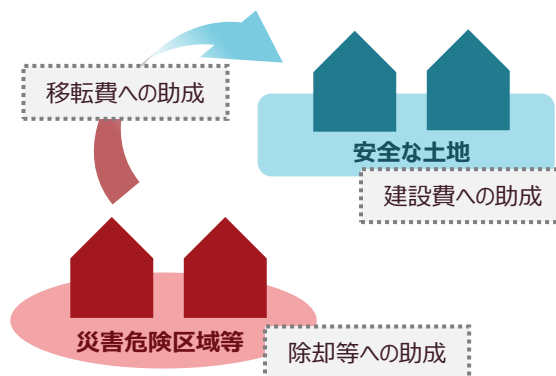 移転費への助成
安全な土地
建設費への助成
災害危険区域等
除却等への助成